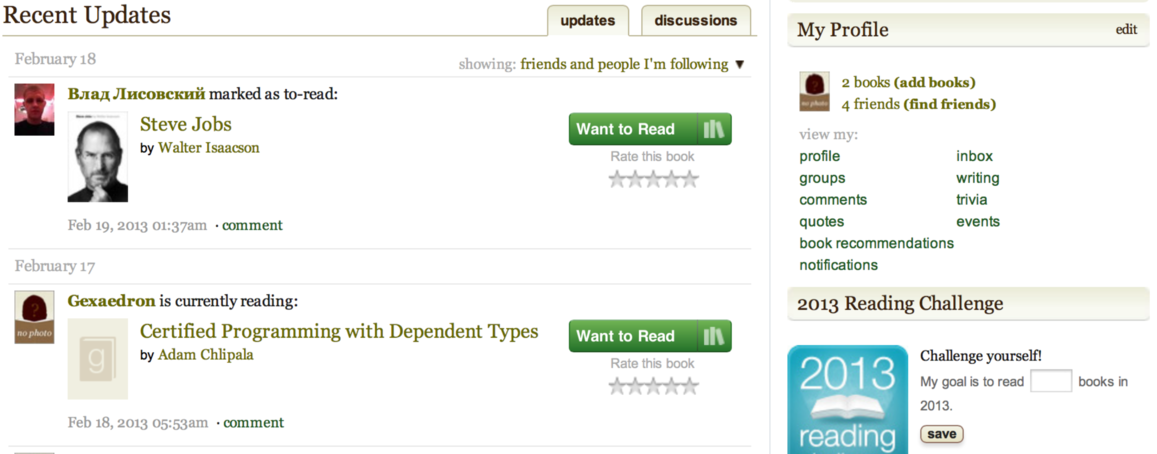 Recent Updates
updates
discussions
February 18
showing: friends and people I'm following ▼
Влад Лисовский marked as to-read:
Steve Jobs
by Walter Isaacson
Want to Read
Rate this book
Feb 19, 2013 01:37am · comment
February 17
no photo
Gexaedron is currently reading:
g
Certified Programming with Dependent Types
by Adam Chlipala
Want to Read
Rate this book
Feb 18, 2013 05:53am · comment
My Profile
edit
no photo
2 books (add books)
4 friends (find friends)
view my:
profile
inbox
groups
writing
comments
trivia
quotes
events
book recommendations
notifications
2013 Reading Challenge
2013
reading
Challenge yourself!
My goal is to read books in
2013.
save